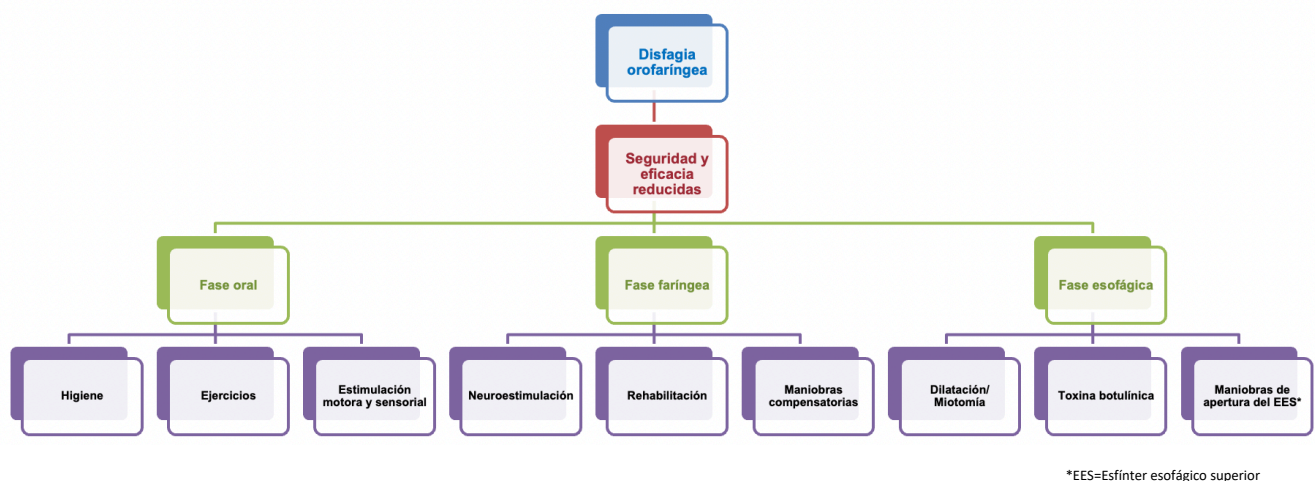 Disfagia
orofaríngea
Seguridad y
eficacia
reducidas
Fase oral
Fase faríngea
Fase esofágica
Higiene
Ejercicios
Estimulación
motora y sensorial
Neuroestimulación
Rehabilitación
Maniobras
compensatorias
Dilatación/
Miotomía
Toxina botulínica
Maniobras de
apertura del EES*
*EES=Esfínter esofágico superior